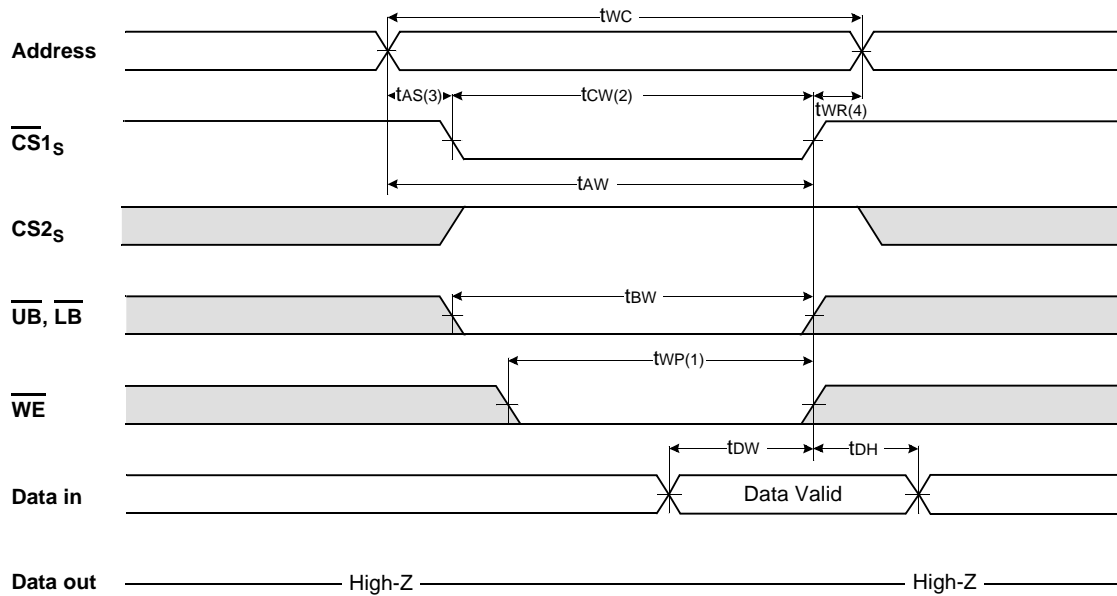 tWC
Address
tAS(3)
tCW(2)
tWR(4)
CS1S
tAW
CS2S
tBW
UB, LB
tWP(1)
WE
tDW
tDH
Data in
Data Valid
Data out
High-Z
High-Z